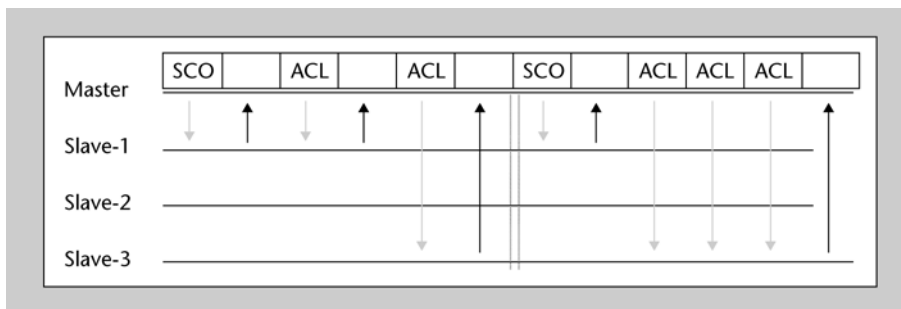 SCO ACL ACL SCO ACL ACL ACL
Master
Slave-1
Slave-2
Slave-3